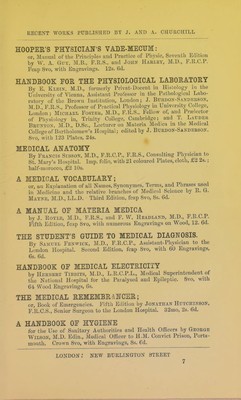 RECENT WORKS PUBLISHED BY J. AND A. CHURCHILL
HOOPER'S PHYSICIAN'S VADE-MECUM:
or, Manual of the Principles and Practice of Physic, Seventh Edition
by W. A. GUY, M.B., F.R.S., and JOHN HARLEY, M.D., F.R.C.P.
Fcap 8vo, with Engravings. 12s. 6d.
HANDBOOK FOR THE PHYSIOLOGICAL LABORATORY
By E. KLEIN, M.D., formerly Privat-Docent in Histology in the
University of Vienna, Assistant Professor in the Pathological Labo-
ratory of the Brown Institution, London; J. BURDON-SANDERSON,
M.D., F.R.S., Professor of Practical Physiology in University College,
London; MICHAEL FOSTER, M.D., F.R.S., Fellow of, and Prælector
of Physiology in, Trinity College, Cambridge; and T. LAUDER
BRUNTON, M.D., D.Sc., Lecturer on Materia Medica in the Medical
College of Bartholomew's Hospital; edited by J. BURDON-SANDERSON.
8vo, with 123 Plates, 24s.
MEDICAL ANATOMY
By FRANCIS SIBSON, M.D., F.R.C.P., F.R.S., Consulting Physician to
St. Mary's Hospital. Imp. folio, with 21 coloured Plates, cloth, £2 2s.;
half-morocco, £2 10s.
A MEDICAL VOCABULARY;
or, an Explanation of all Names, Synonymes, Terms, and Phrases used
in Medicine and the relative branches of Medical Science by R. G.
MAYNE, M.D., LL.D. Third Edition, fcap 8vo, 8s. 6d.
A MANUAL OF MATERIA MEDICA
by J. ROYLE, M.D., F.R.S., and F. W. HEADLAND, M.D., F.R.C.P.
Fifth Edition, fcap 8vo, with numerous Engravings on Wood, 12. 6d.
THE STUDENT'S GUIDE TO MEDICAL DIAGNOSIS.
By SAMUEL FENWICK, M.D., F.R.C.P., Assistant-Physician to the
London Hospital. Second edition, fcap 8vo, with 60 Engravings,
6s. 6d.
HANDBOOK OF MEDICAL ELECTRICITY
by HERBERT TIBBITS, M.D., L.R.C.P.L., Medical Superintendent of
the National Hospital for the Paralysed and Epileptic. 8vo, with
64 Wood Engravings, 6s.
THE MEDICAL REMEMBRANCER;
or, Book of Emergencies. Fifth Edition by JONATHAN HUTCHINSON,
F.R.C.S., Senior Surgeon to the London Hospital. 32mo, 2s. 6d.
A HANDBOOK OF HYGIENE
for the Use of Sanitary Authorities and Health Officers by GEORGE
WILSON, M.D. Edin., Medical Officer to H.M. Convict Prison, Ports-
mouth. Crown 8vo, with Engravings, 8s. 6d.
LONDON: NEW BURLINGTON STREET
7